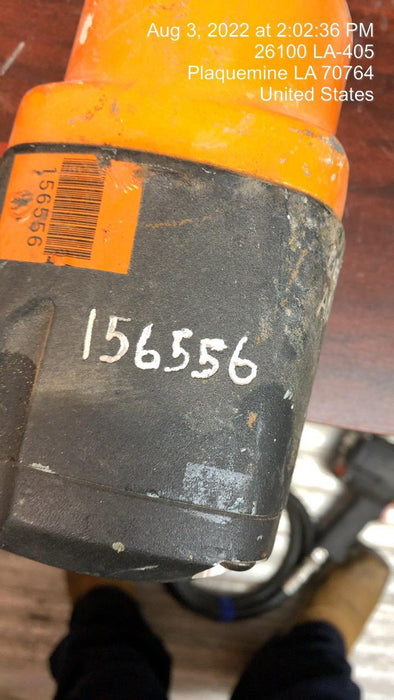 Aug 3, 2022 at 2:02:36 PM
26100 LA-405
Plaquemine LA 70764
United States
156556
156556